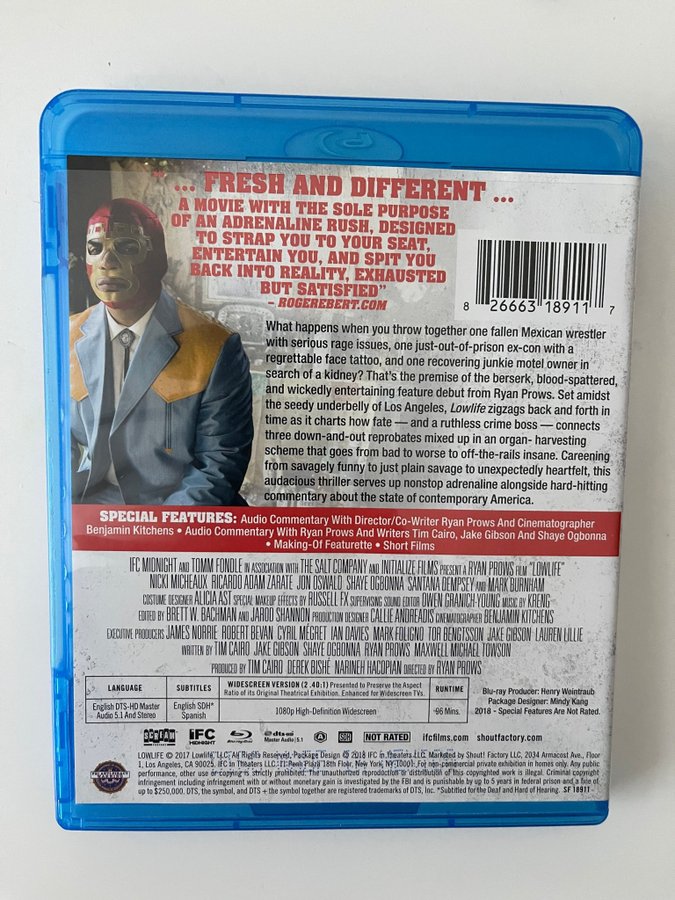 " ... FRESH AND DIFFERENT ...
A MOVIE WITH THE SOLE PURPOSE
OF AN ADRENALINE RUSH, DESIGNED
TO STRAP YOU TO YOUR SEAT,
ENTERTAIN YOU, AND SPIT YOU
BACK INTO REALITY, EXHAUSTED
BUT SATISFIED"
– ROGEREBERT.COM
8 26663 18911 7
What happens when you throw together one fallen Mexican wrestler
with serious rage issues, one just-out-of-prison ex-con with a
regrettable face tattoo, and one recovering junkie motel owner in
search of a kidney? That's the premise of the berserk, blood-spattered,
and wickedly entertaining feature debut from Ryan Prows. Set amidst
the seedy underbelly of Los Angeles, Lowlife zigzags back and forth in
time as it charts how fate — and a ruthless crime boss — connects
three down-and-out reprobates mixed up in an organ- harvesting
scheme that goes from bad to worse to off-the-rails insane. Careening
from savagely funny to just plain savage to unexpectedly heartfelt, this
audacious thriller serves up nonstop adrenaline alongside hard-hitting
commentary about the state of contemporary America.
SPECIAL FEATURES: Audio Commentary With Director/Co-Writer Ryan Prows And Cinematographer
Benjamin Kitchens • Audio Commentary With Ryan Prows And Writers Tim Cairo, Jake Gibson And Shaye Ogbonna
• Making-Of Featurette • Short Films
IFC MIDNIGHT AND TOMM FONDLE IN ASSOCIATION WITH THE SALT COMPANY AND INITIALIZE FILMS PRESENT A RYAN PROWS FILM "LOWLIFE"
NICKI MICHEAUX RICARDO ADAM ZARATE JON OSWALD SHAYE OGBONNA SANTANA DEMPSEY AND MARK BURNHAM
COSTUME DESIGNER ALICIA AST SPECIAL MAKEUP EFFECTS BY RUSSELL FX SUPERVISING SOUND EDITOR OWEN GRANICH-YOUNG MUSIC BY KRENG
EDITED BY BRETT W. BACHMAN AND JAROD SHANNON PRODUCTION DESIGNER CALLIE ANDREADIS CINEMATOGRAPHER BENJAMIN KITCHENS
EXECUTIVE PRODUCERS JAMES NORRIE ROBERT BEVAN CYRIL MÉGRET IAN DAVIES MARK FOLIGNO TOR BENGTSSON JAKE GIBSON LAUREN LILLIE
WRITTEN BY TIM CAIRO JAKE GIBSON SHAYE OGBONNA RYAN PROWS MAXWELL MICHAEL TOWSON
PRODUCED BY TIM CAIRO DEREK BISHÉ NARINEH HACOPIAN DIRECTED BY RYAN PROWS
LANGUAGE SUBTITLES WIDESCREEN VERSION (2.40:1) Presented to Preserve the Aspect Ratio of its Original Theatrical Exhibition. Enhanced for Widescreen TVs. RUNTIME
English DTS-HD Master Audio 5.1 And Stereo English SDH* Spanish 1080p High-Definition Widescreen +96 Mins.
Blu-ray Producer: Henry Weintraub
Package Designer: Mindy Kang
2018 - Special Features Are Not Rated.
SCREAM FACTORY IFC MIDNIGHT Blu-ray Disc dts-HD Master Audio | 5.1 A SDH NOT RATED ifcfilms.com shoutfactory.com
LOWLIFE © 2017 Lowlife, LLC. All Rights Reserved. Package Design © 2018 IFC in Theaters LLC. Marketed by Shout! Factory LLC, 2034 Armacost Ave., Floor
1, Los Angeles, CA 90025. IFC in Theaters LLC. 11 Penn Plaza 18th Floor, New York, NY 10001. For non-commercial private exhibition in homes only. Any public
performance, other use or copying is strictly prohibited. The unauthorized reproduction or distribution of this copyrighted work is illegal. Criminal copyright
infringement including infringement with or without monetary gain is investigated by the FBI and is punishable by up to 5 years in federal prison and a fine of
up to $250,000. DTS, the symbol, and DTS + the symbol together are registered trademarks of DTS, Inc. *Subtitled for the Deaf and Hard of Hearing. SF 18911